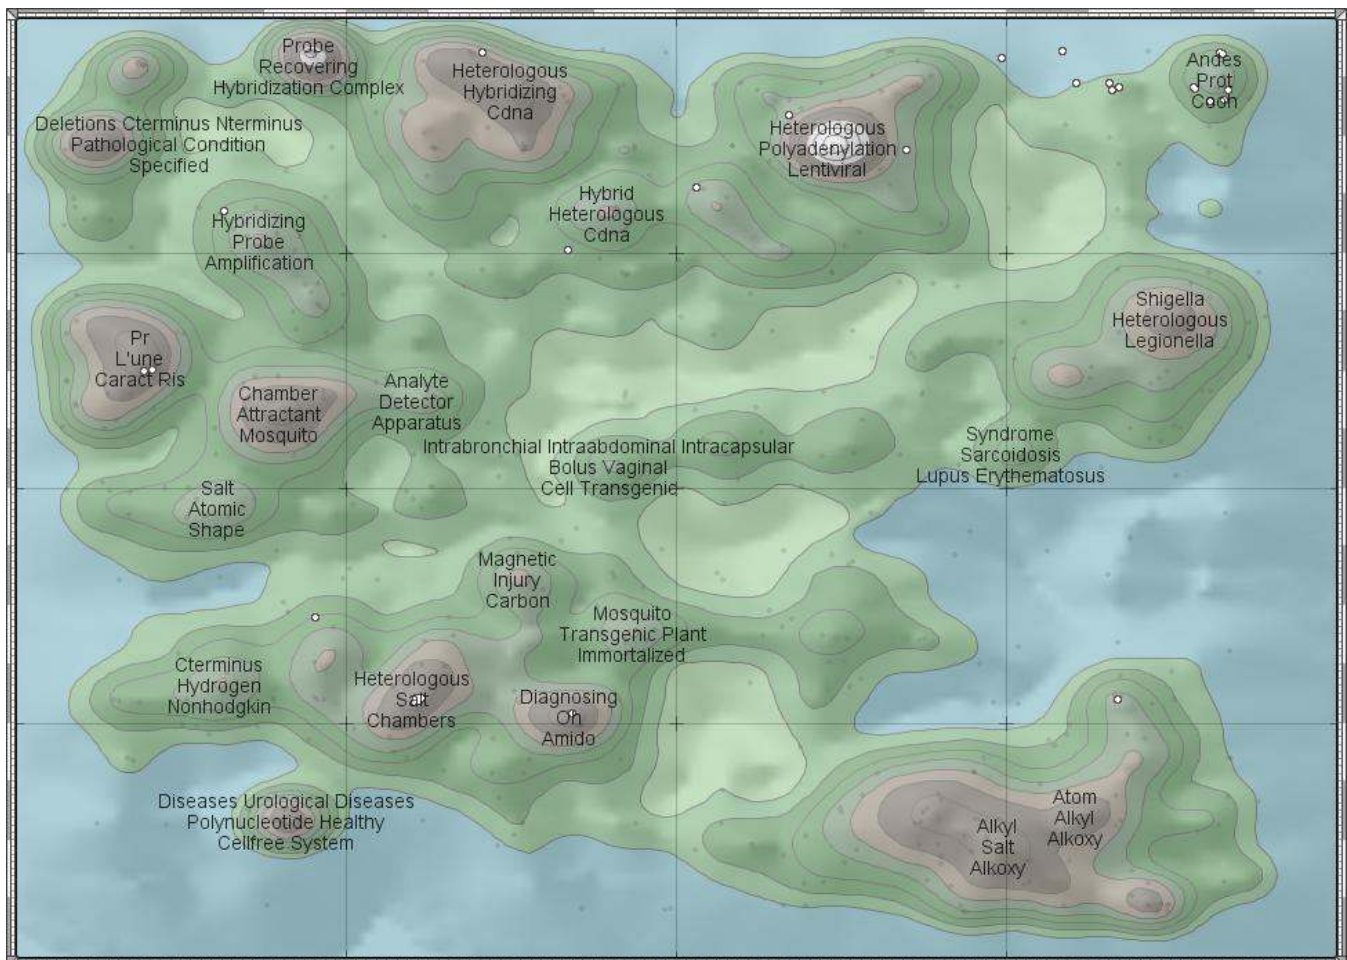 Probe
Recovering
Hybridization Complex
Heterologous
Hybridizing
Cdna
Andes
Prot
Cooh
Deletions Cterminus Nterminus
Pathological Condition
Specified
Heterologous
Polyadenylation
Lentiviral
Hybrid
Heterologous
Cdna
Hybridizing
Probe
Amplification
Shigella
Heterologous
Legionella
Pr
L'une
Caract Ris
Chamber
Attractant
Mosquito
Analyte
Detector
Apparatus
Intrabronchial Intraabdominal Intracapsular
Bolus Vaginal
Cell Transgenic
Syndrome
Sarcoidosis
Lupus Erythematosus
Salt
Atomic
Shape
Magnetic
Injury
Carbon
Mosquito
Transgenic Plant
Immortalized
Cterminus
Hydrogen
Nonhodgkin
Heterologous
Salt
Chambers
Diagnosing
Oh
Amido
Diseases Urological Diseases
Polynucleotide Healthy
Cellfree System
Atom
Alkyl
Alkoxy
Alkyl
Salt
Alkoxy